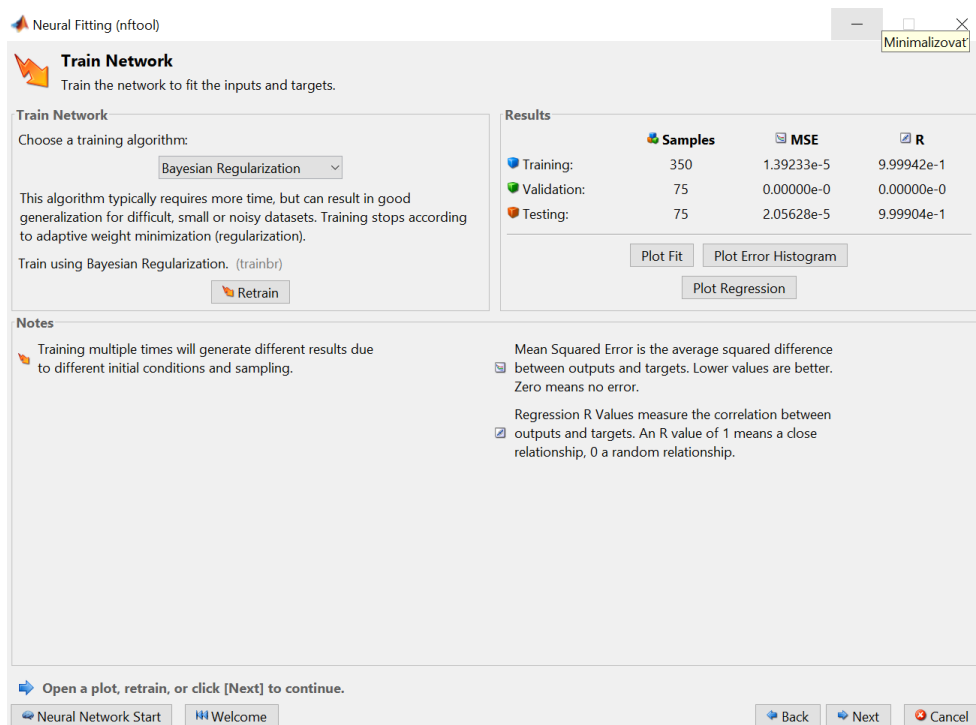 Neural Fitting (nftool)
Minimalizovať
Train Network
Train the network to fit the inputs and targets.
Train Network
Choose a training algorithm:
Bayesian Regularization
This algorithm typically requires more time, but can result in good
generalization for difficult, small or noisy datasets. Training stops according
to adaptive weight minimization (regularization).
Train using Bayesian Regularization. (trainbr)
Retrain
Results
Samples MSE R
Training: 350 1.39233e-5 9.99942e-1
Validation: 75 0.00000e-0 0.00000e-0
Testing: 75 2.05628e-5 9.99904e-1
Plot Fit Plot Error Histogram
Plot Regression
Notes
Training multiple times will generate different results due
to different initial conditions and sampling.
Mean Squared Error is the average squared difference
between outputs and targets. Lower values are better.
Zero means no error.
Regression R Values measure the correlation between
outputs and targets. An R value of 1 means a close
relationship, 0 a random relationship.
Open a plot, retrain, or click [Next] to continue.
Neural Network Start Welcome Back Next Cancel